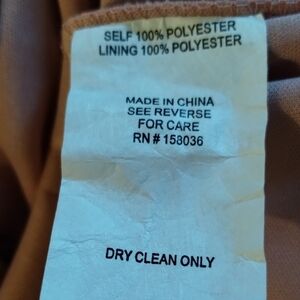 SELF 100% POLYESTER
LINING 100% POLYESTER
MADE IN CHINA
SEE REVERSE
FOR CARE
RN # 158036
DRY CLEAN ONLY